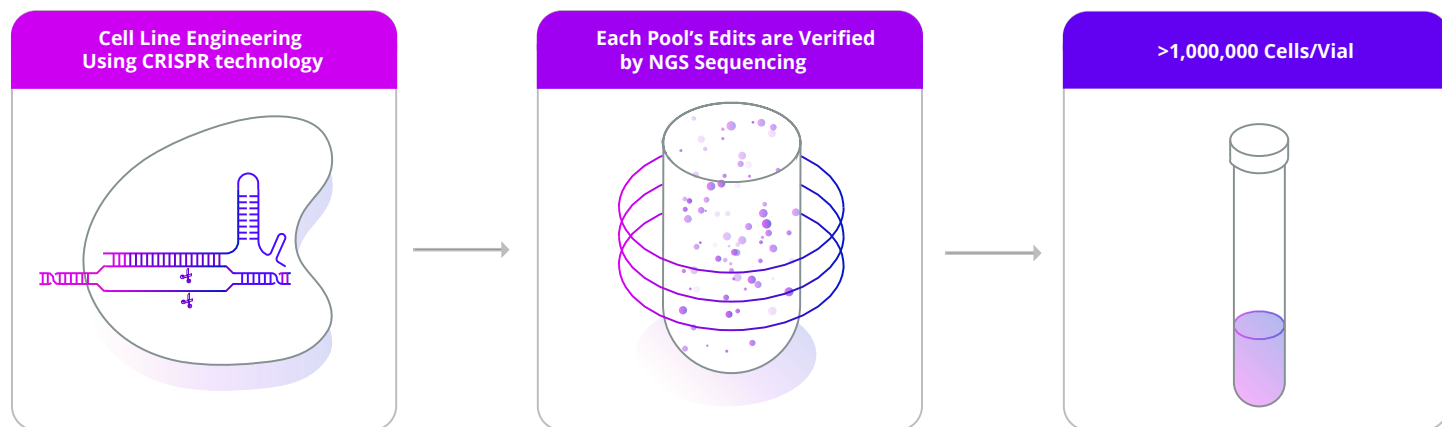 Cell Line Engineering
Using CRISPR technology
Each Pool’s Edits are Verified
by NGS Sequencing
>1,000,000 Cells/Vial